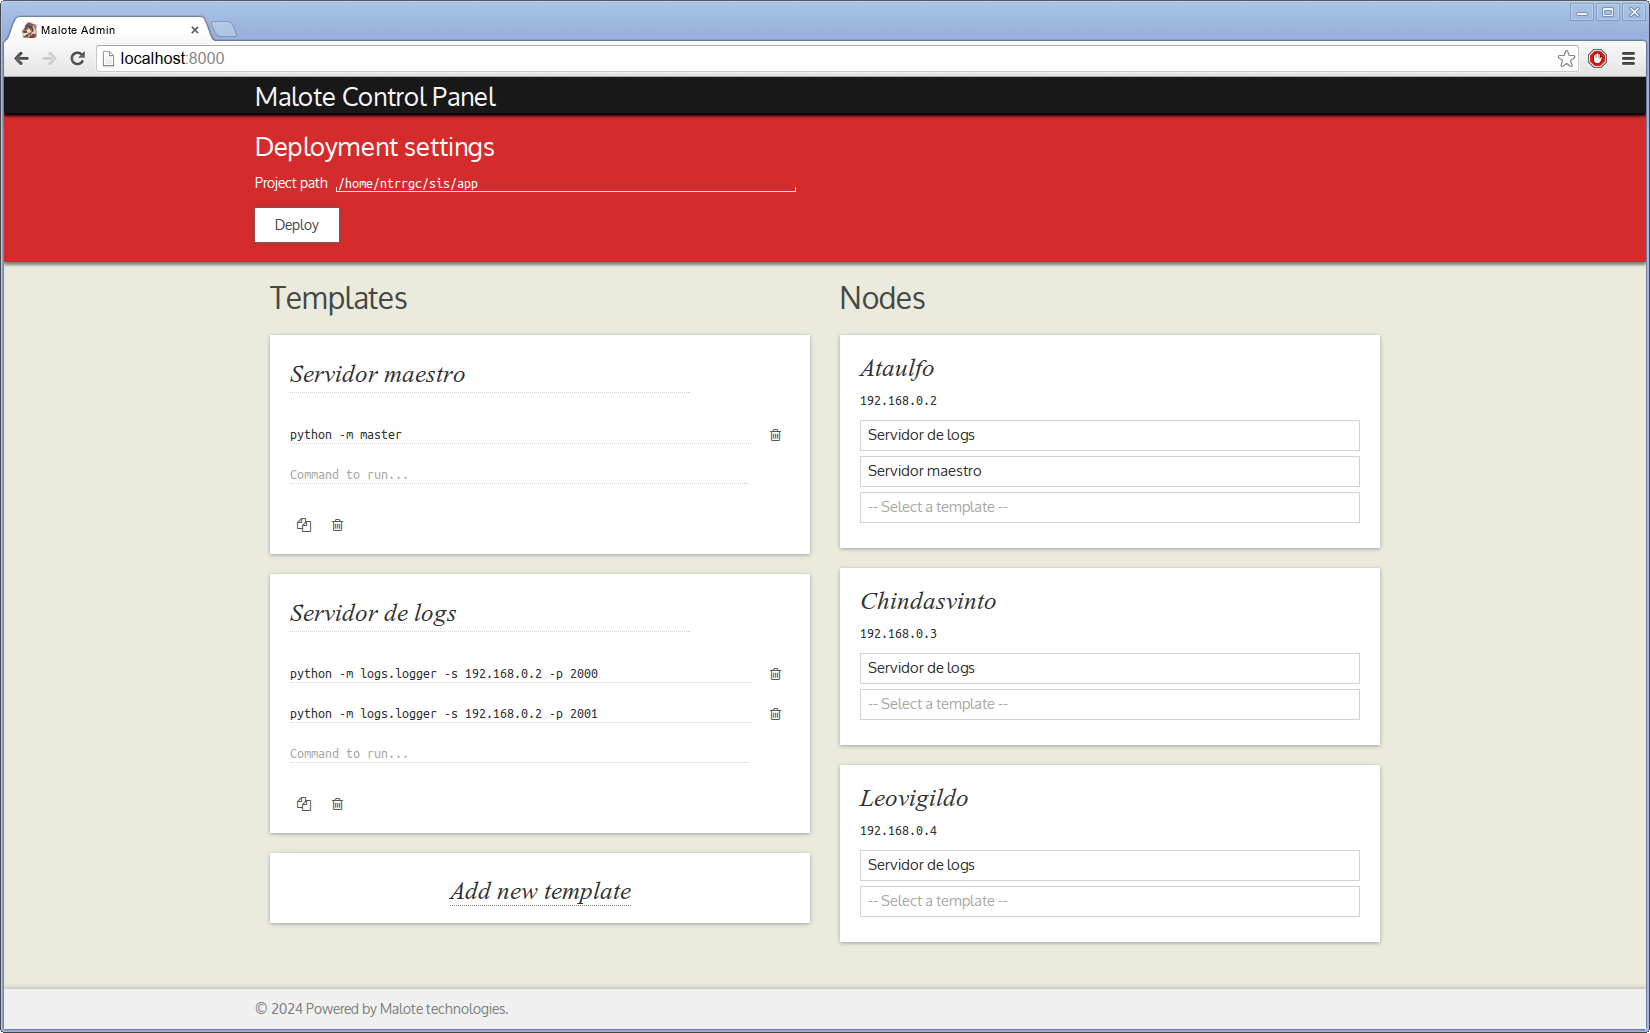 Malote Admin
localhost:8000
Malote Control Panel
Deployment settings
Project path /home/ntrrgc/sis/app
Deploy
Templates
Servidor maestro
python -m master
Command to run...
Servidor de logs
python -m logs.logger -s 192.168.0.2 -p 2000
python -m logs.logger -s 192.168.0.2 -p 2001
Command to run...
Add new template
Nodes
Ataulfo
192.168.0.2
Servidor de logs
Servidor maestro
-- Select a template --
Chindasvinto
192.168.0.3
Servidor de logs
-- Select a template --
Leovigildo
192.168.0.4
Servidor de logs
-- Select a template --
© 2024 Powered by Malote technologies.